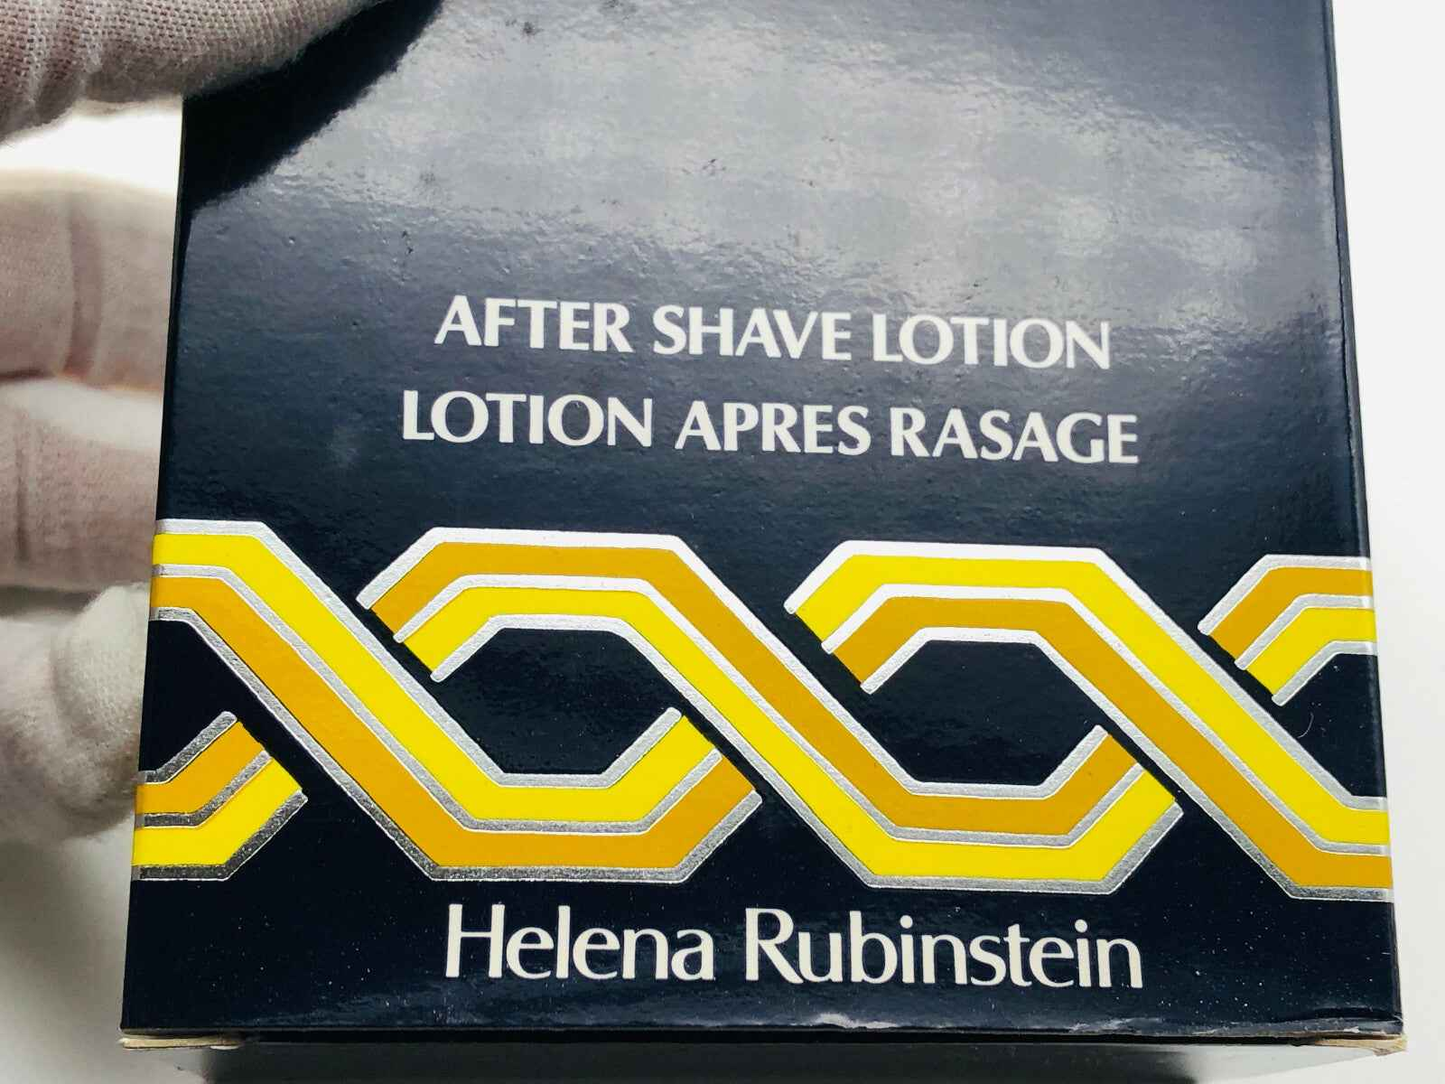 AFTER SHAVE LOTION
LOTION APRES RASAGE
Helena Rubinstein